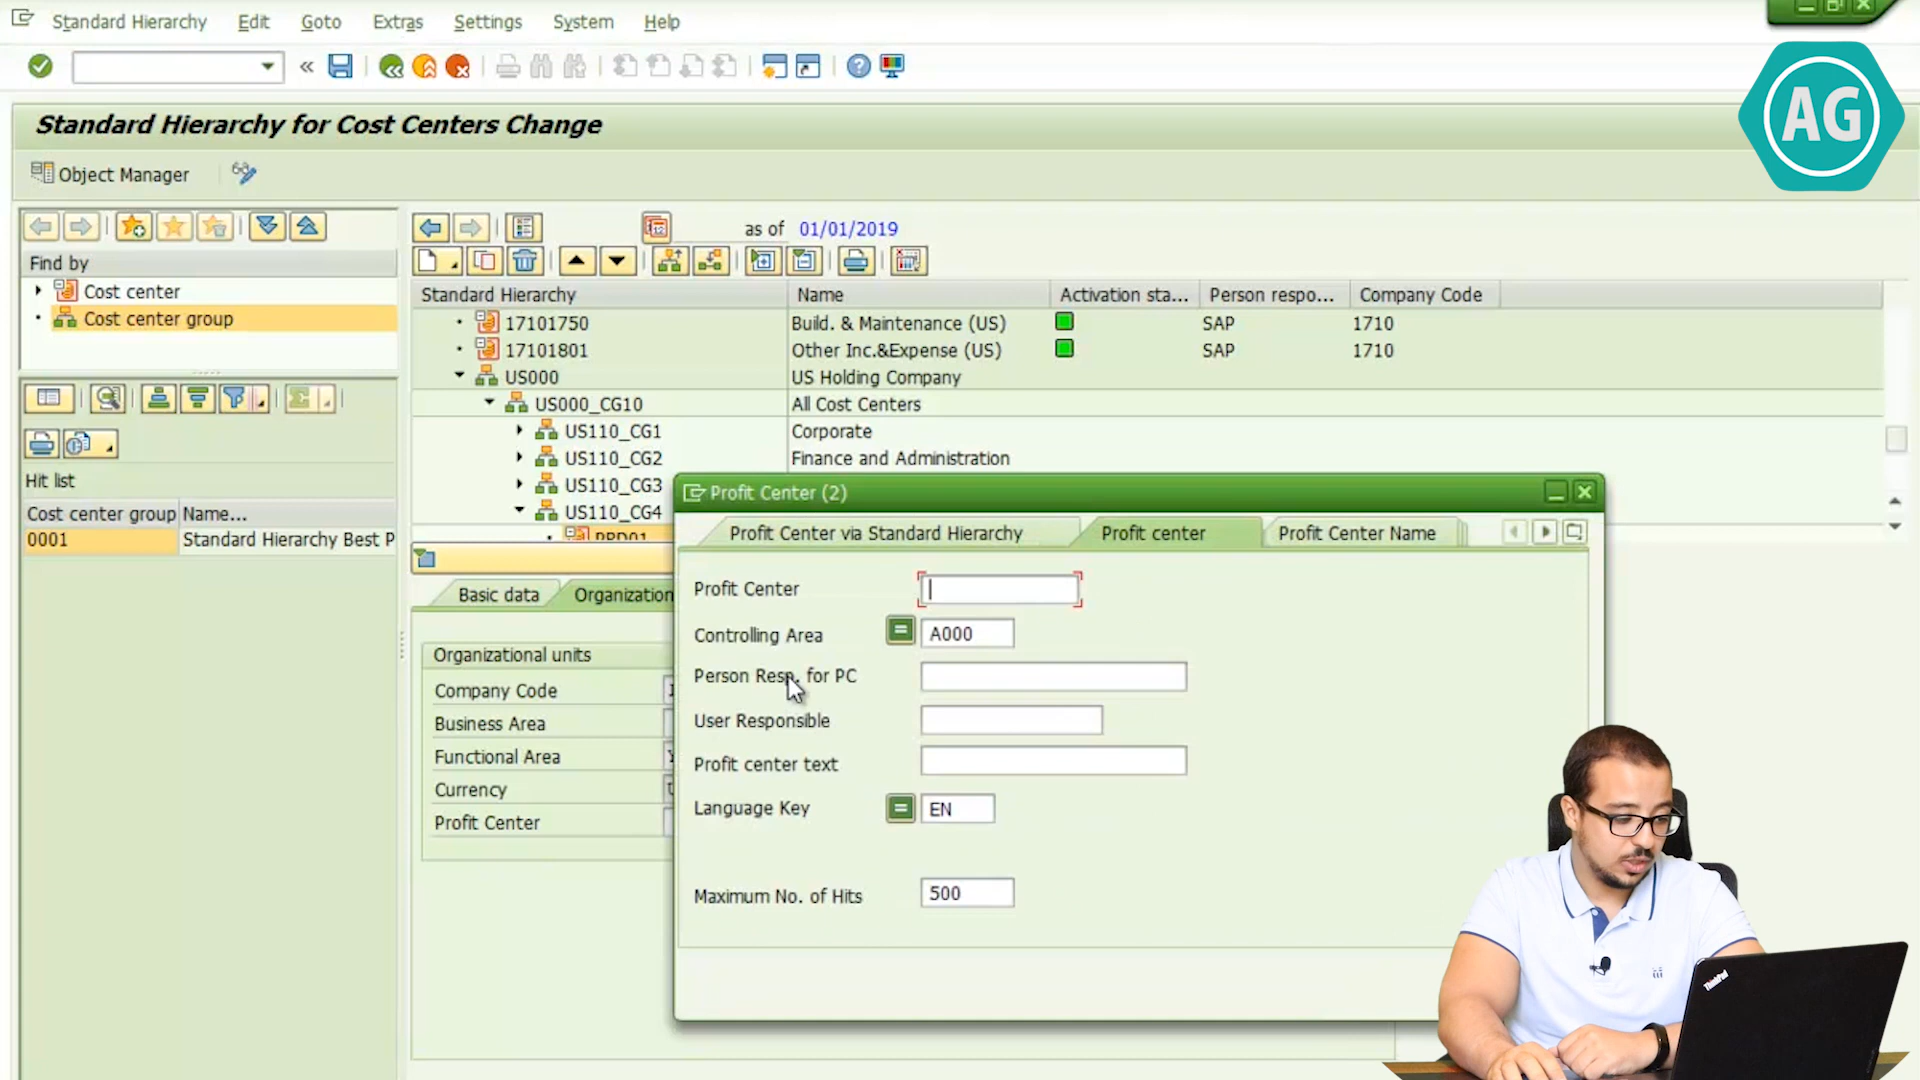 Standard Hierarchy Edit Goto Extras Settings System Help
Standard Hierarchy for Cost Centers Change
AG
Object Manager
as of 01/01/2019
Find by
Cost center
Cost center group
Standard Hierarchy Name Activation sta... Person respo... Company Code
17101750 Build. & Maintenance (US) SAP 1710
17101801 Other Inc.&Expense (US) SAP 1710
US000 US Holding Company
US000_CG10 All Cost Centers
US110_CG1 Corporate
US110_CG2 Finance and Administration
US110_CG3
US110_CG4
PRD01
Hit list
Cost center group Name...
0001 Standard Hierarchy Best P
Basic data Organization
Organizational units
Company Code
Business Area
Functional Area
Currency
Profit Center
Profit Center (2)
Profit Center via Standard Hierarchy Profit center Profit Center Name
Profit Center
Controlling Area = A000
Person Resp. for PC
User Responsible
Profit center text
Language Key = EN
Maximum No. of Hits 500
ThinkPad